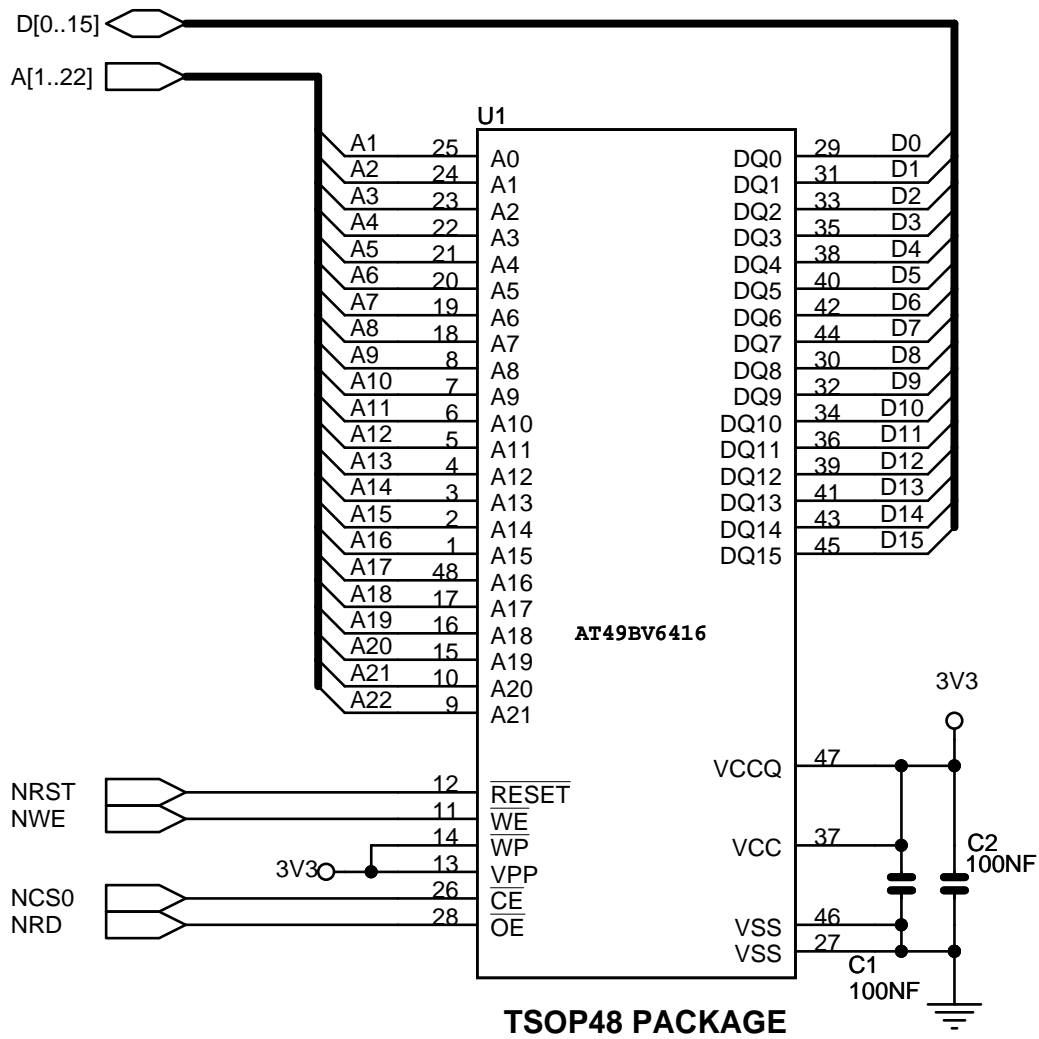 D[0..15]
A[1..22]
U1
A1 25 A0 DQ0 29 D0
A2 24 A1 DQ1 31 D1
A3 23 A2 DQ2 33 D2
A4 22 A3 DQ3 35 D3
A5 21 A4 DQ4 38 D4
A6 20 A5 DQ5 40 D5
A7 19 A6 DQ6 42 D6
A8 18 A7 DQ7 44 D7
A9 8 A8 DQ8 30 D8
A10 7 A9 DQ9 32 D9
A11 6 A10 DQ10 34 D10
A12 5 A11 DQ11 36 D11
A13 4 A12 DQ12 39 D12
A14 3 A13 DQ13 41 D13
A15 2 A14 DQ14 43 D14
A16 1 A15 DQ15 45 D15
A17 48 A16
A18 17 A17
A19 16 A18
AT49BV6416
A20 15 A19
A21 10 A20
A22 9 A21
3V3
VCCQ 47
NRST 12 RESET
NWE 11 WE
14 WP
VCC 37
C2
100NF
3V3 13 VPP
NCS0 26 CE
NRD 28 OE
VSS 46
VSS 27
C1
100NF
TSOP48 PACKAGE